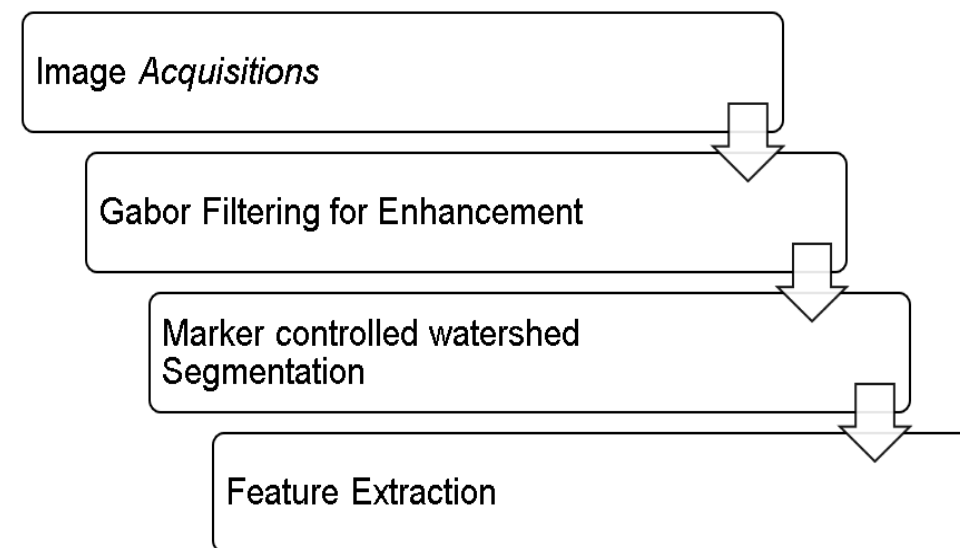 Image Acquisitions
Gabor Filtering for Enhancement
Marker controlled watershed
Segmentation
Feature Extraction